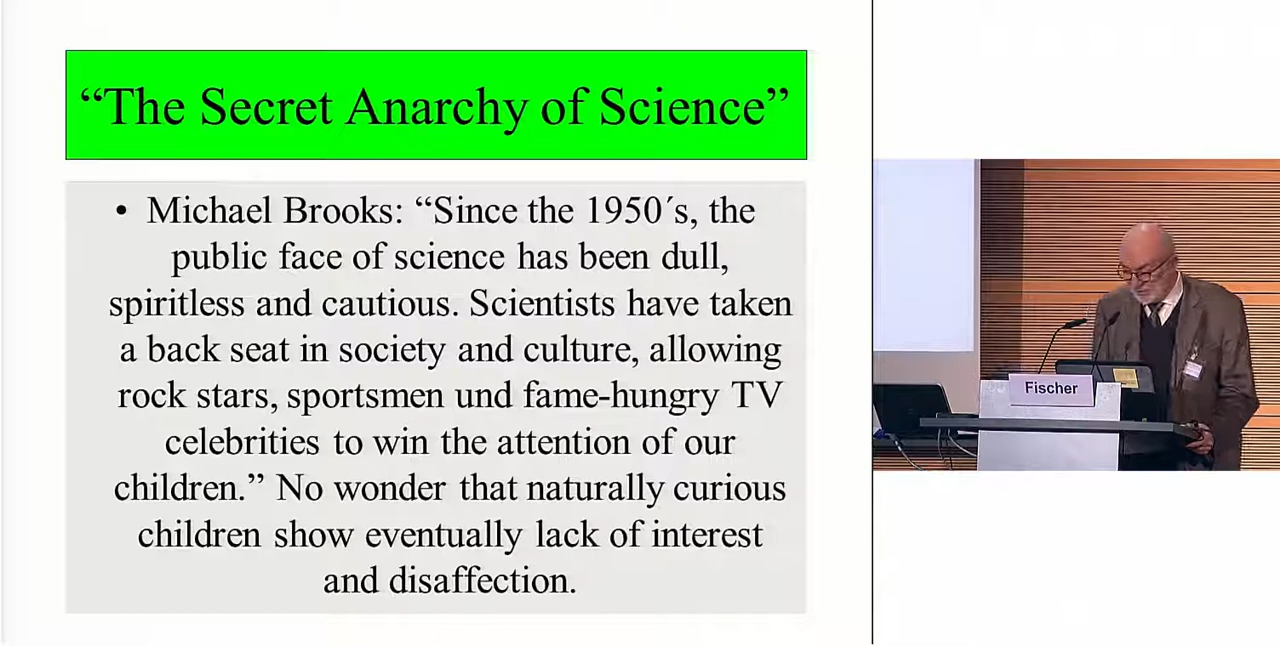 “The Secret Anarchy of Science”
• Michael Brooks: “Since the 1950´s, the
public face of science has been dull,
spiritless and cautious. Scientists have taken
a back seat in society and culture, allowing
rock stars, sportsmen und fame-hungry TV
celebrities to win the attention of our
children.” No wonder that naturally curious
children show eventually lack of interest
and disaffection.
Fischer